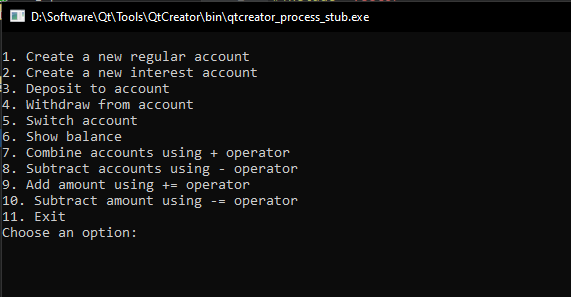 D:\Software\Qt\Tools\QtCreator\bin\qtcreator_process_stub.exe
1. Create a new regular account
2. Create a new interest account
3. Deposit to account
4. Withdraw from account
5. Switch account
6. Show balance
7. Combine accounts using + operator
8. Subtract accounts using - operator
9. Add amount using += operator
10. Subtract amount using -= operator
11. Exit
Choose an option: